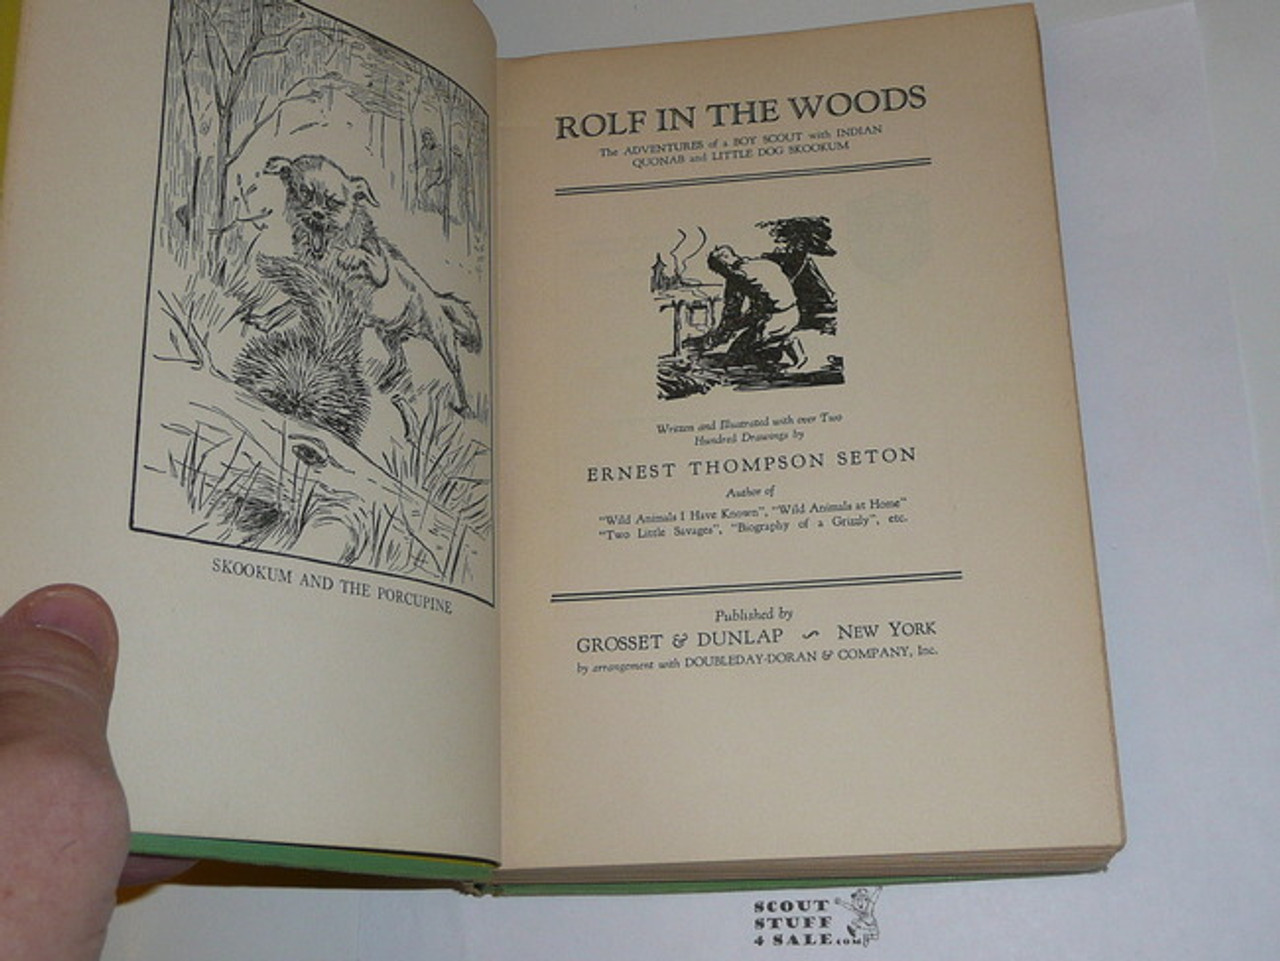 SKOOKUM AND THE PORCUPINE
ROLF IN THE WOODS
The ADVENTURES of a BOY SCOUT with INDIAN
QUONAB and LITTLE DOG SKOOKUM
Written and Illustrated with over Two
Hundred Drawings by
ERNEST THOMPSON SETON
Author of
"Wild Animals I Have Known", "Wild Animals at Home"
"Two Little Savages", "Biography of a Grizzly", etc.
Published by
GROSSET & DUNLAP ~ NEW YORK
by arrangement with DOUBLEDAY-DORAN & COMPANY, Inc.
SCOUT
STUFF
4 SALE.COM